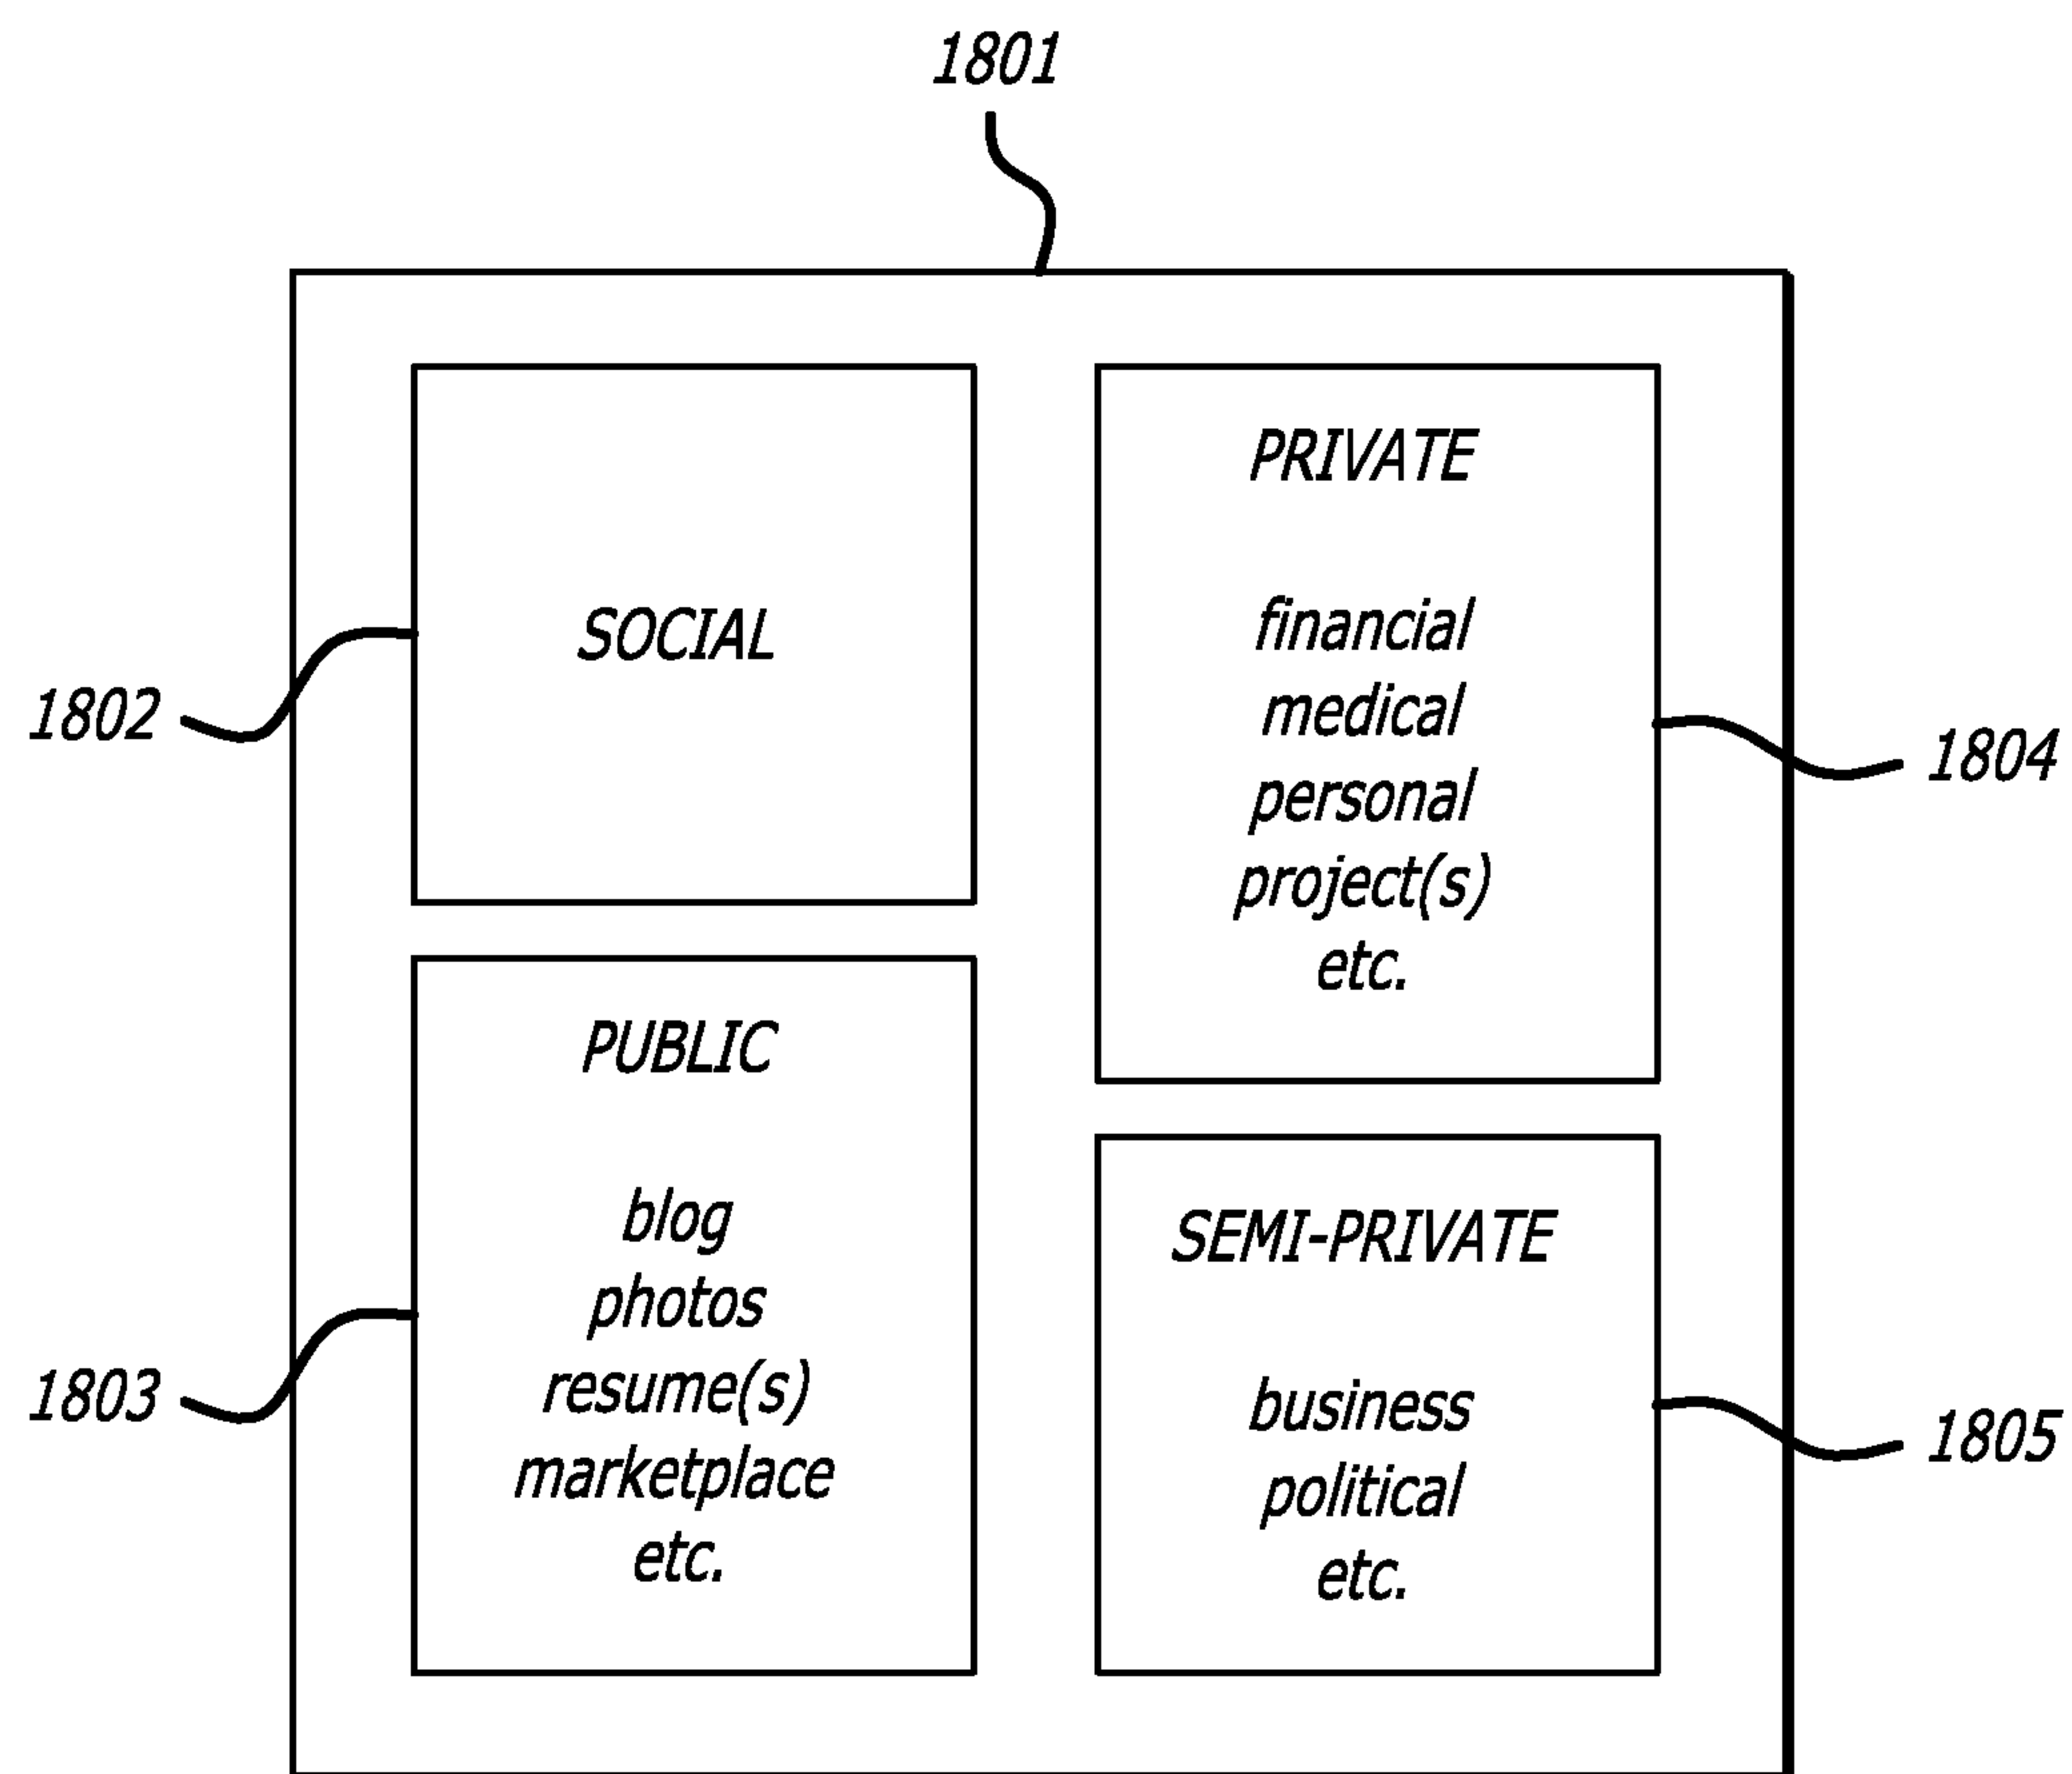 1801
SOCIAL
1802
PUBLIC
blog
photos
resume(s)
marketplace
etc.
1803
PRIVATE
financial
medical
personal
project(s)
etc.
1804
SEMI-PRIVATE
business
political
etc.
1805